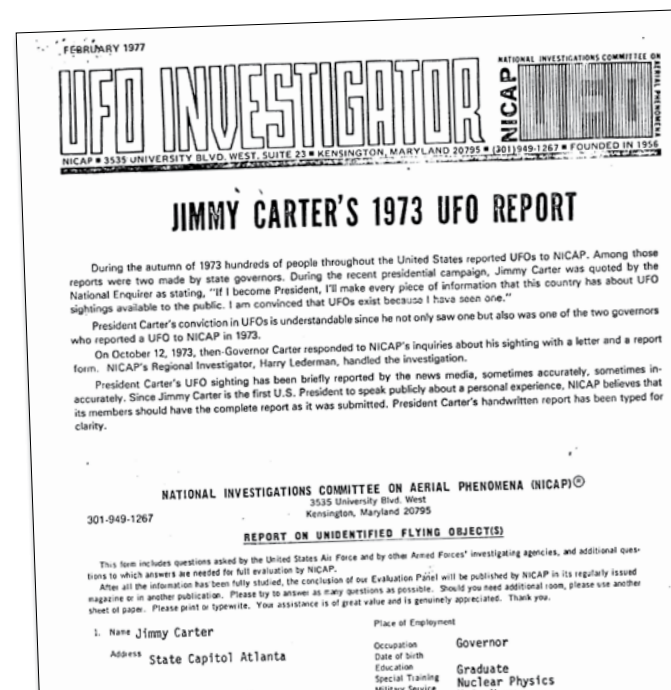 FEBRUARY 1977
UFO INVESTIGATOR
NATIONAL INVESTIGATIONS COMMITTEE ON
AERIAL PHENOMENA
NICAP
UFO
NICAP ■ 3535 UNIVERSITY BLVD. WEST, SUITE 23 ■ KENSINGTON, MARYLAND 20795 ■ (301)949-1267 ■ FOUNDED IN 1956
JIMMY CARTER'S 1973 UFO REPORT
During the autumn of 1973 hundreds of people throughout the United States reported UFOs to NICAP. Among those
reports were two made by state governors. During the recent presidential campaign, Jimmy Carter was quoted by the
National Enquirer as stating, "If I become President, I'll make every piece of information that this country has about UFO
sightings available to the public. I am convinced that UFOs exist because I have seen one."
President Carter's conviction in UFOs is understandable since he not only saw one but also was one of the two governors
who reported a UFO to NICAP in 1973.
On October 12, 1973, then-Governor Carter responded to NICAP's inquiries about his sighting with a letter and a report
form. NICAP's Regional Investigator, Harry Lederman, handled the investigation.
President Carter's UFO sighting has been briefly reported by the news media, sometimes accurately, sometimes in-
accurately. Since Jimmy Carter is the first U.S. President to speak publicly about a personal experience, NICAP believes that
its members should have the complete report as it was submitted. President Carter's handwritten report has been typed for
clarity.
NATIONAL INVESTIGATIONS COMMITTEE ON AERIAL PHENOMENA (NICAP)®
3535 University Blvd. West
301-949-1267
Kensington, Maryland 20795
REPORT ON UNIDENTIFIED FLYING OBJECT(S)
This form includes questions asked by the United States Air Force and by other Armed Forces' investigating agencies, and additional ques-
tions to which answers are needed for full evaluation by NICAP.
After all the information has been fully studied, the conclusion of our Evaluation Panel will be published by NICAP in its regularly issued
magazine or in another publication. Please try to answer as many questions as possible. Should you need additional room, please use another
sheet of paper. Please print or typewrite. Your assistance is of great value and is genuinely appreciated. Thank you.
1. Name Jimmy Carter
Address State Capitol Atlanta
Place of Employment
Occupation Governor
Date of birth
Education Graduate
Special Training Nuclear Physics
Military Service